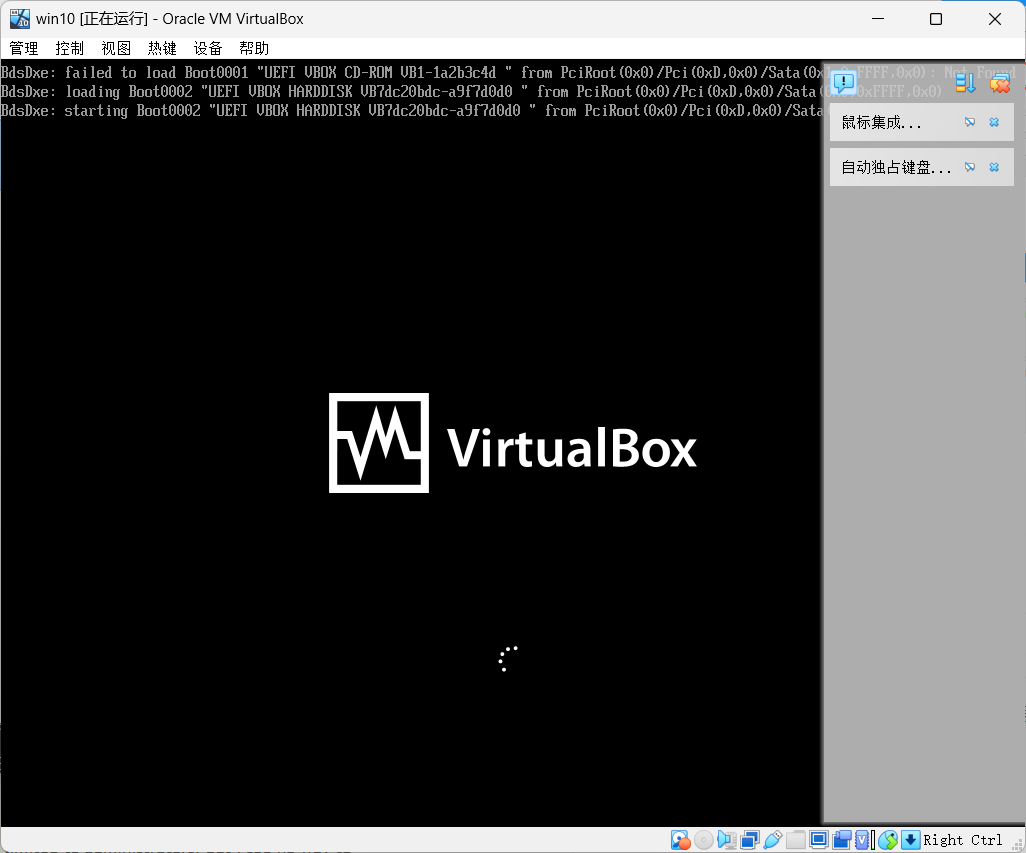 win10 [正在运行] - Oracle VM VirtualBox
管理 控制 视图 热键 设备 帮助
BdsDxe: failed to load Boot0001 "UEFI VBOX CD-ROM VB1-1a2b3c4d " from PciRoot(0x0)/Pci(0xD,0x0)/Sata(0x FFFF,0x0): Not Found
BdsDxe: loading Boot0002 "UEFI VBOX HARDDISK VB7dc20bdc-a9f7d0d0 " from PciRoot(0x0)/Pci(0xD,0x0)/Sata( 0xFFFF,0x0)
BdsDxe: starting Boot0002 "UEFI VBOX HARDDISK VB7dc20bdc-a9f7d0d0 " from PciRoot(0x0)/Pci(0xD,0x0)/Sata
鼠标集成...
自动独占键盘...
VirtualBox
Right Ctrl